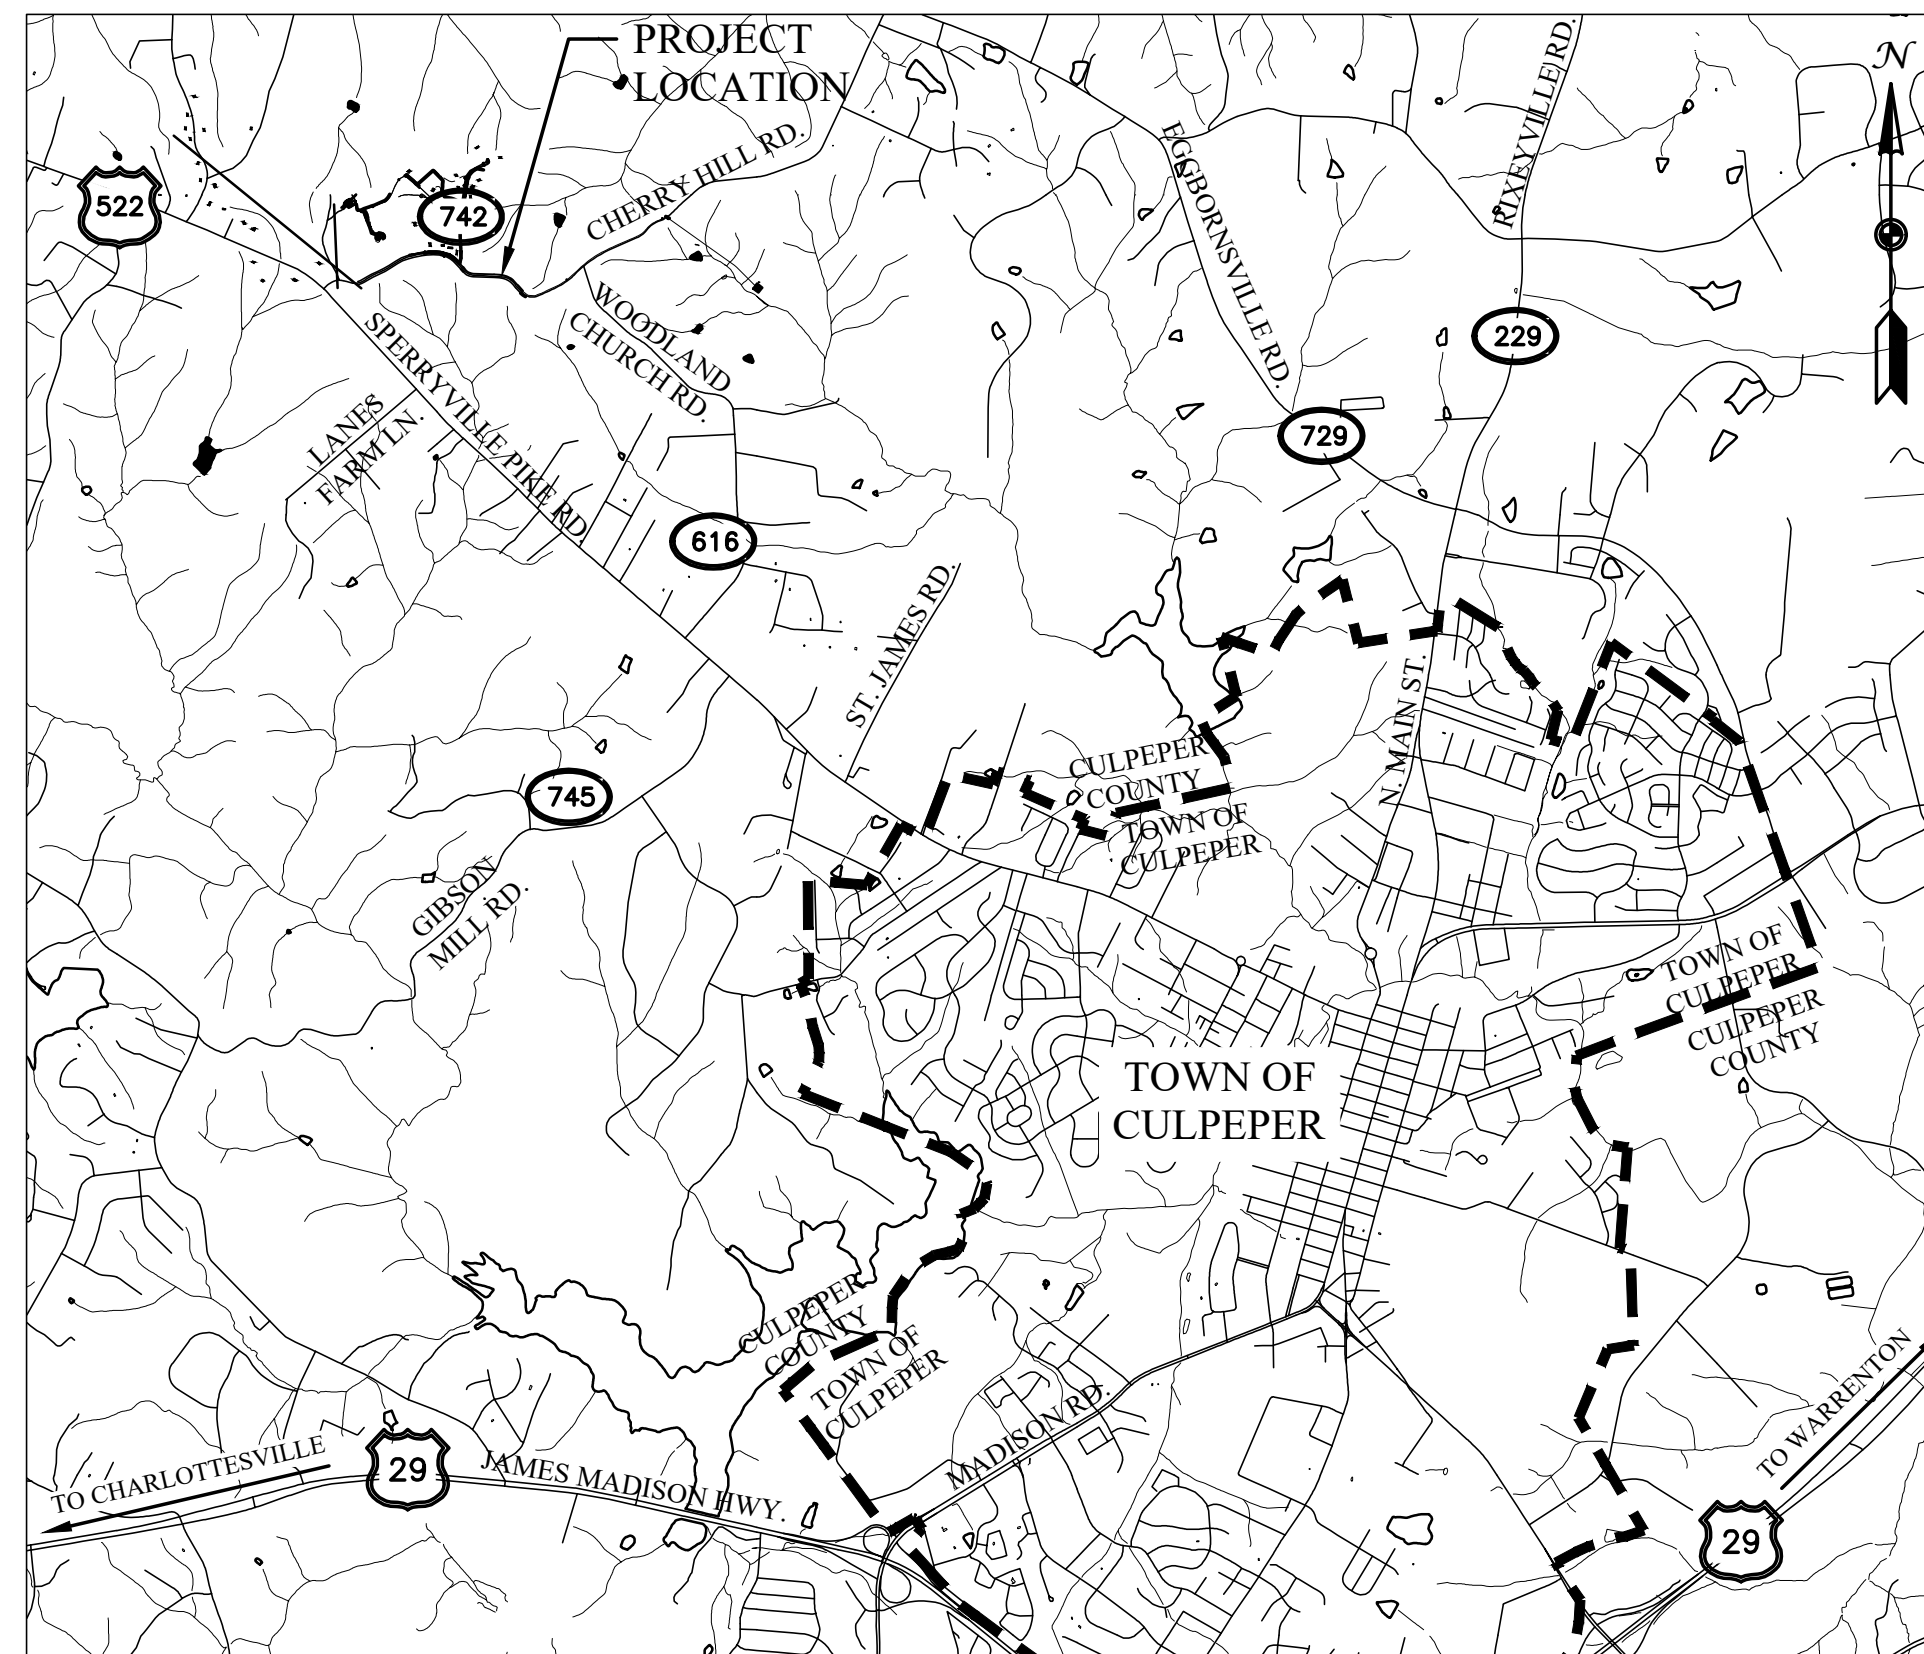 PROJECT
LOCATION
N
522
742
CHERRY HILL RD.
EGGBORNSVILLE RD.
RIXEYVILLE RD.
WOODLAND
CHURCH RD.
229
SPERRYVILLE PIKE RD.
LANES
FARM LN.
729
616
ST. JAMES RD.
N. MAIN ST.
CULPEPER
COUNTY
TOWN OF
CULPEPER
745
GIBSON
MILL RD.
TOWN OF
CULPEPER
CULPEPER
COUNTY
TOWN OF
CULPEPER
CULPEPER
COUNTY
TOWN OF
CULPEPER
MADISON RD.
TO WARRENTON
TO CHARLOTTESVILLE
29
JAMES MADISON HWY.
29